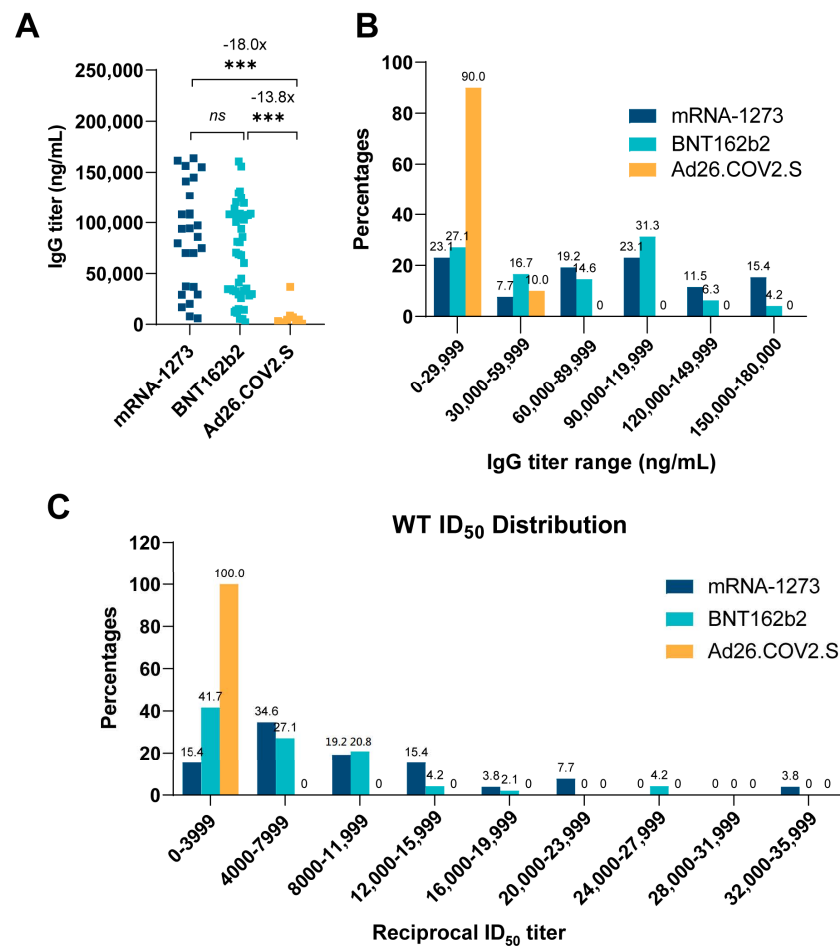 A
-18.0x
***
-13.8x
ns
***
IgG titer (ng/mL)
250,000
200,000
150,000
100,000
50,000
0
mRNA-1273
BNT162b2
Ad26.COV2.S
B
Percentages
100
80
60
40
20
0
mRNA-1273
BNT162b2
Ad26.COV2.S
23.1 27.1 90.0
7.7 16.7 10.0
19.2 14.6 0
23.1 31.3 0
11.5 6.3 0
15.4 4.2 0
0-29,999
30,000-59,999
60,000-89,999
90,000-119,999
120,000-149,999
150,000-180,000
IgG titer range (ng/mL)
C
WT ID50 Distribution
Percentages
120
100
80
60
40
20
0
mRNA-1273
BNT162b2
Ad26.COV2.S
15.4 41.7 100.0
34.6 27.1 0
19.2 20.8 0
15.4 4.2 0
3.8 2.1 0
7.7 0 0
0 4.2 0
0 0 0
3.8 0 0
0-3999
4000-7999
8000-11,999
12,000-15,999
16,000-19,999
20,000-23,999
24,000-27,999
28,000-31,999
32,000-35,999
Reciprocal ID50 titer